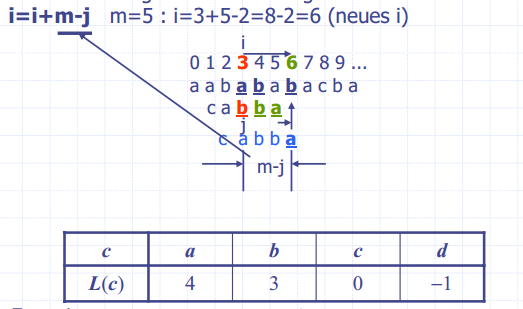 i=i+m-j m=5 : i=3+5-2=8-2=6 (neues i)
i
0 1 2 3 4 5 6 7 8 9 ...
a a b a b a b a c b a
c a b b a
j
c a b b a
m-j
c a b c d
L(c) 4 3 0 −1